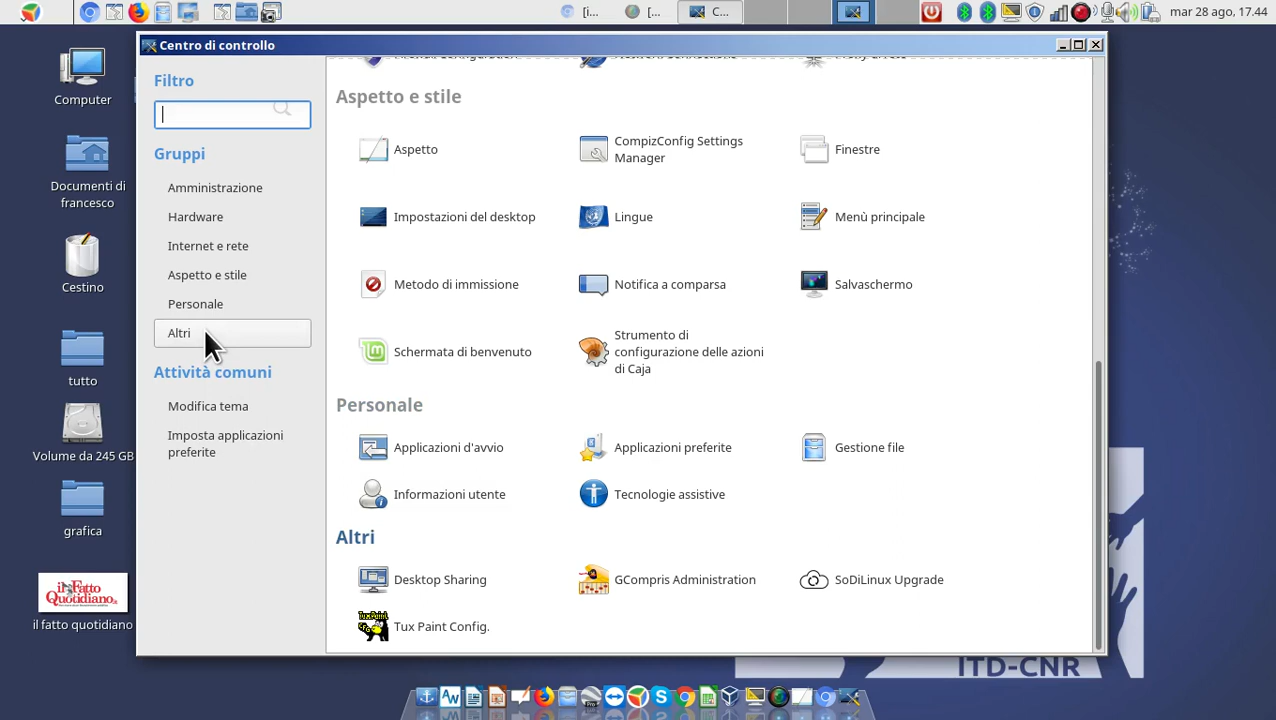 [i...
[...
C...
mar 28 ago, 17.44
Centro di controllo
Computer
Documenti di
francesco
Cestino
tutto
Volume da 245 GB
grafica
il Fatto
Quotidiano
il fatto quotidiano
Filtro
Gruppi
Amministrazione
Hardware
Internet e rete
Aspetto e stile
Personale
Altri
Attività comuni
Modifica tema
Imposta applicazioni
preferite
Aspetto e stile
Aspetto
CompizConfig Settings
Manager
Finestre
Impostazioni del desktop
Lingue
Menù principale
Metodo di immissione
Notifica a comparsa
Salvaschermo
Schermata di benvenuto
Strumento di
configurazione delle azioni
di Caja
Personale
Applicazioni d'avvio
Applicazioni preferite
Gestione file
Informazioni utente
Tecnologie assistive
Altri
Desktop Sharing
GCompris Administration
SoDiLinux Upgrade
Tux Paint Config.
ITD-CNR